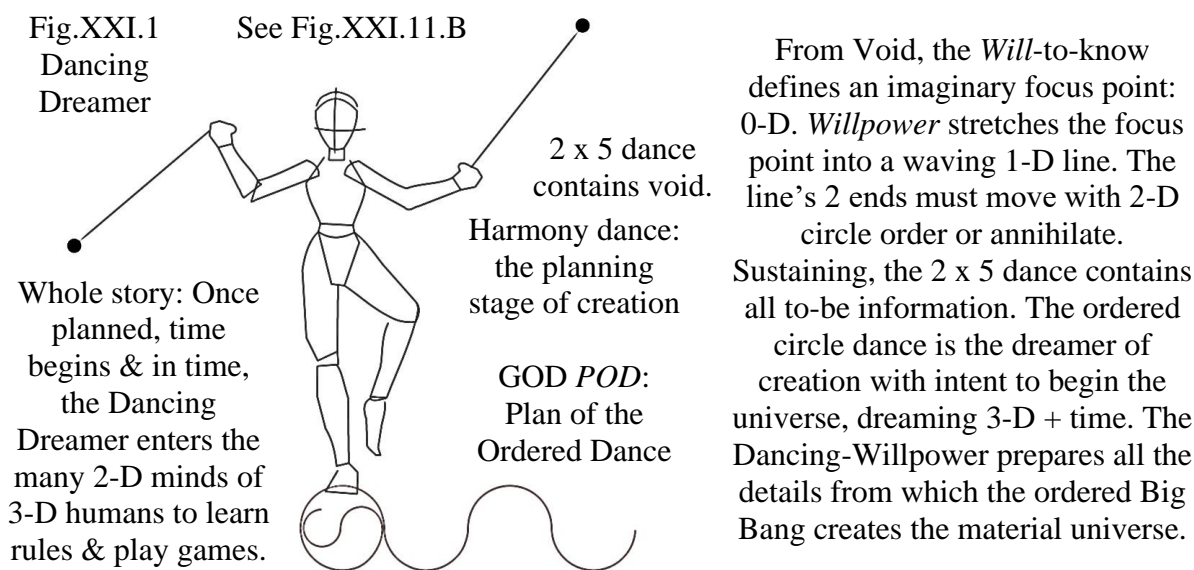 Fig.XXI.1
Dancing
Dreamer
See Fig.XXI.11.B
2 x 5 dance
contains void.
Harmony dance:
the planning
stage of creation
GOD POD:
Plan of the
Ordered Dance
Whole story: Once
planned, time
begins & in time,
the Dancing
Dreamer enters the
many 2-D minds of
3-D humans to learn
rules & play games.
From Void, the Will-to-know
defines an imaginary focus point:
0-D. Willpower stretches the focus
point into a waving 1-D line. The
line’s 2 ends must move with 2-D
circle order or annihilate.
Sustaining, the 2 x 5 dance contains
all to-be information. The ordered
circle dance is the dreamer of
creation with intent to begin the
universe, dreaming 3-D + time. The
Dancing-Willpower prepares all the
details from which the ordered Big
Bang creates the material universe.